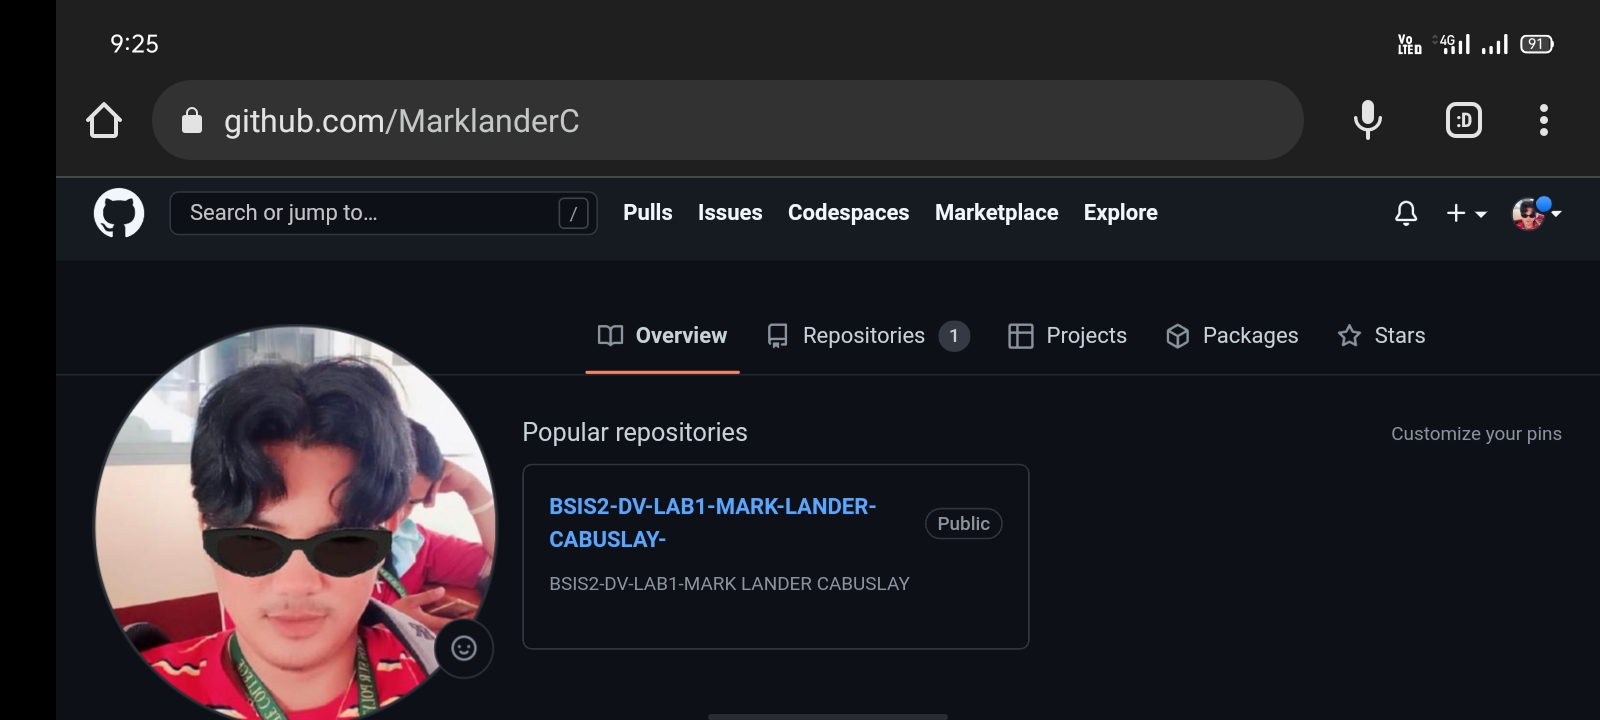 9:25
Vo LTE D 4G 91
github.com/MarklanderC
:D
Search or jump to... /
Pulls Issues Codespaces Marketplace Explore
Overview Repositories 1 Projects Packages Stars
Popular repositories
Customize your pins
BSIS2-DV-LAB1-MARK-LANDER-
CABUSLAY-
Public
BSIS2-DV-LAB1-MARK LANDER CABUSLAY